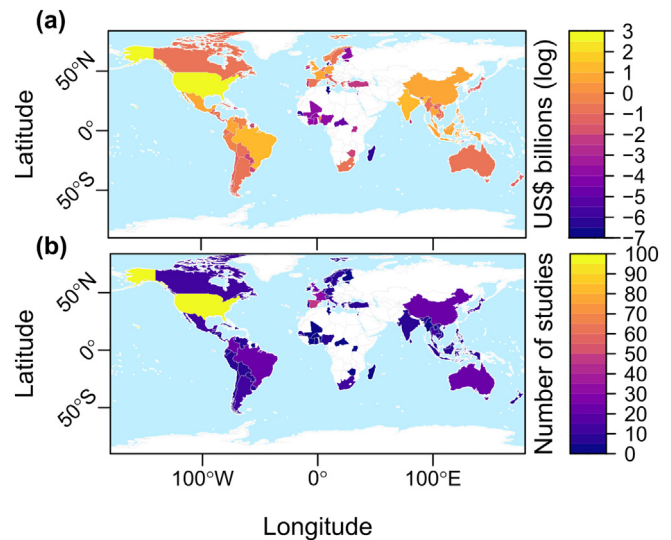 (a)
50°N
0°
50°S
Latitude
3
2
1
0
−1
−2
−3
−4
−5
−6
−7
US$ billions (log)
(b)
50°N
0°
50°S
Latitude
100
90
80
70
60
50
40
30
20
10
0
Number of studies
100°W
0°
100°E
Longitude